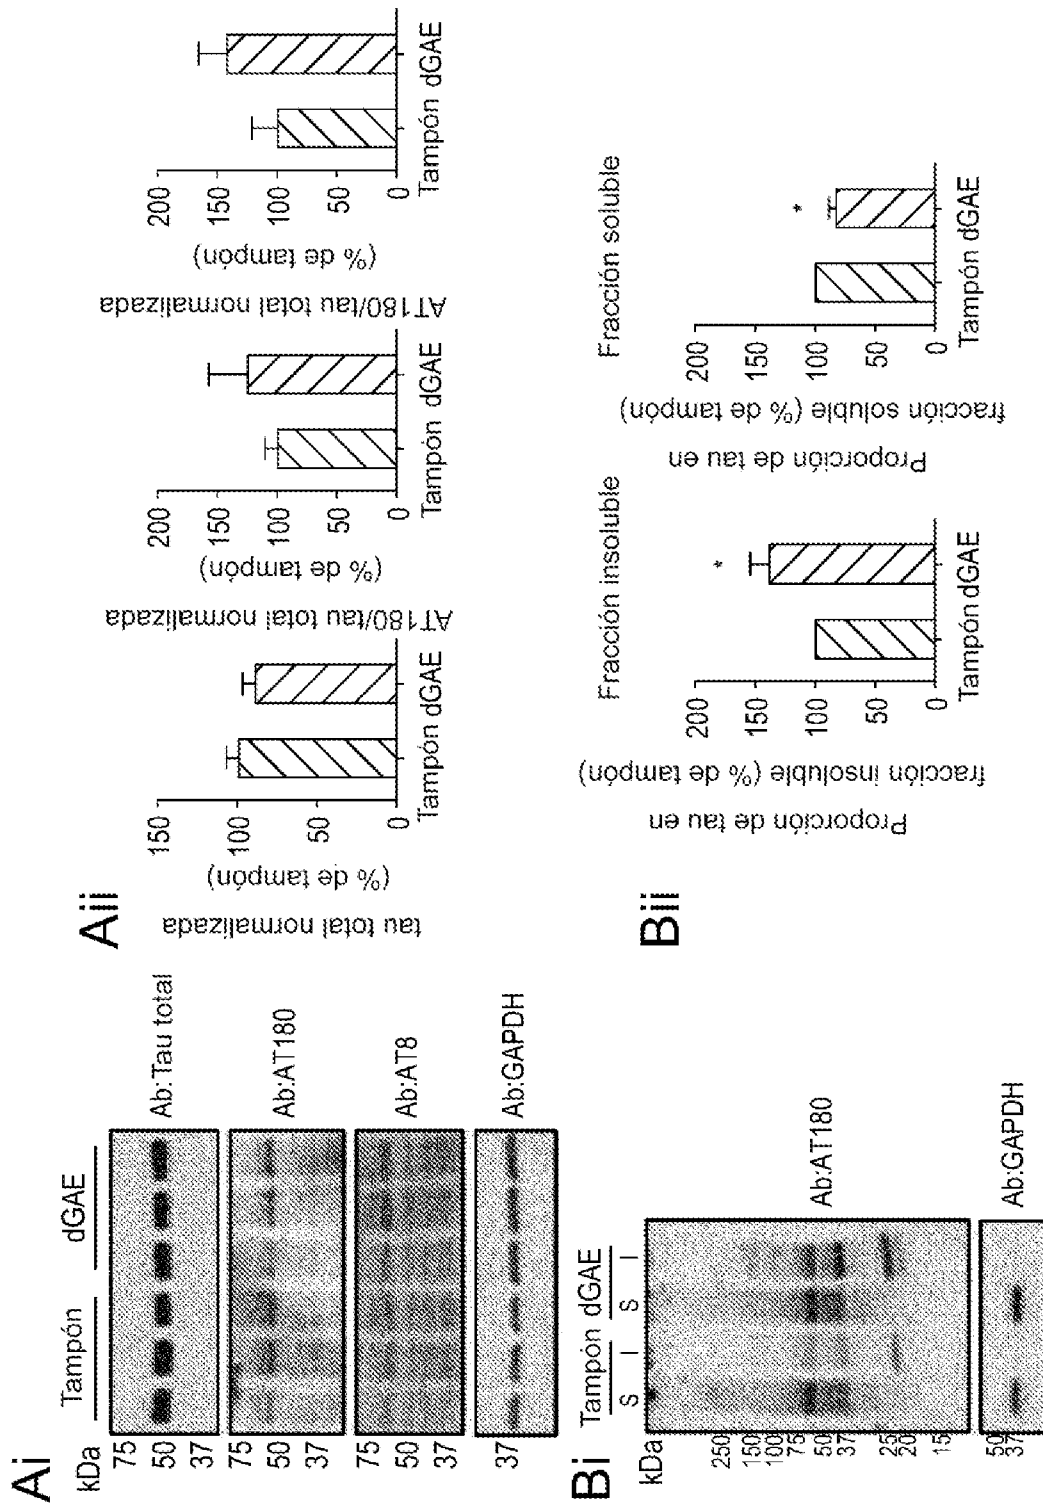 Ai
kDa
Tampón
dGAE
75
50
37
Ab:Tau total
75
50
37
Ab:AT180
75
50
37
Ab:AT8
37
Ab:GAPDH
Aii
tau total normalizada
(% de tampón)
150
100
50
0
Tampón dGAE
AT180/tau total normalizada
(% de tampón)
200
150
100
50
0
Tampón dGAE
AT180/tau total normalizada
(% de tampón)
200
150
100
50
0
Tampón dGAE
Bi
kDa
Tampón dGAE
S I S I
250
150
100
75
50
37
25
20
15
Ab:AT180
50
37
Ab:GAPDH
Bii
Fracción insoluble
Proporción de tau en
fracción insoluble (% de tampón)
200
150
100
50
0
*
Tampón dGAE
Fracción soluble
Proporción de tau en
fracción soluble (% de tampón)
200
150
100
50
0
*
Tampón dGAE